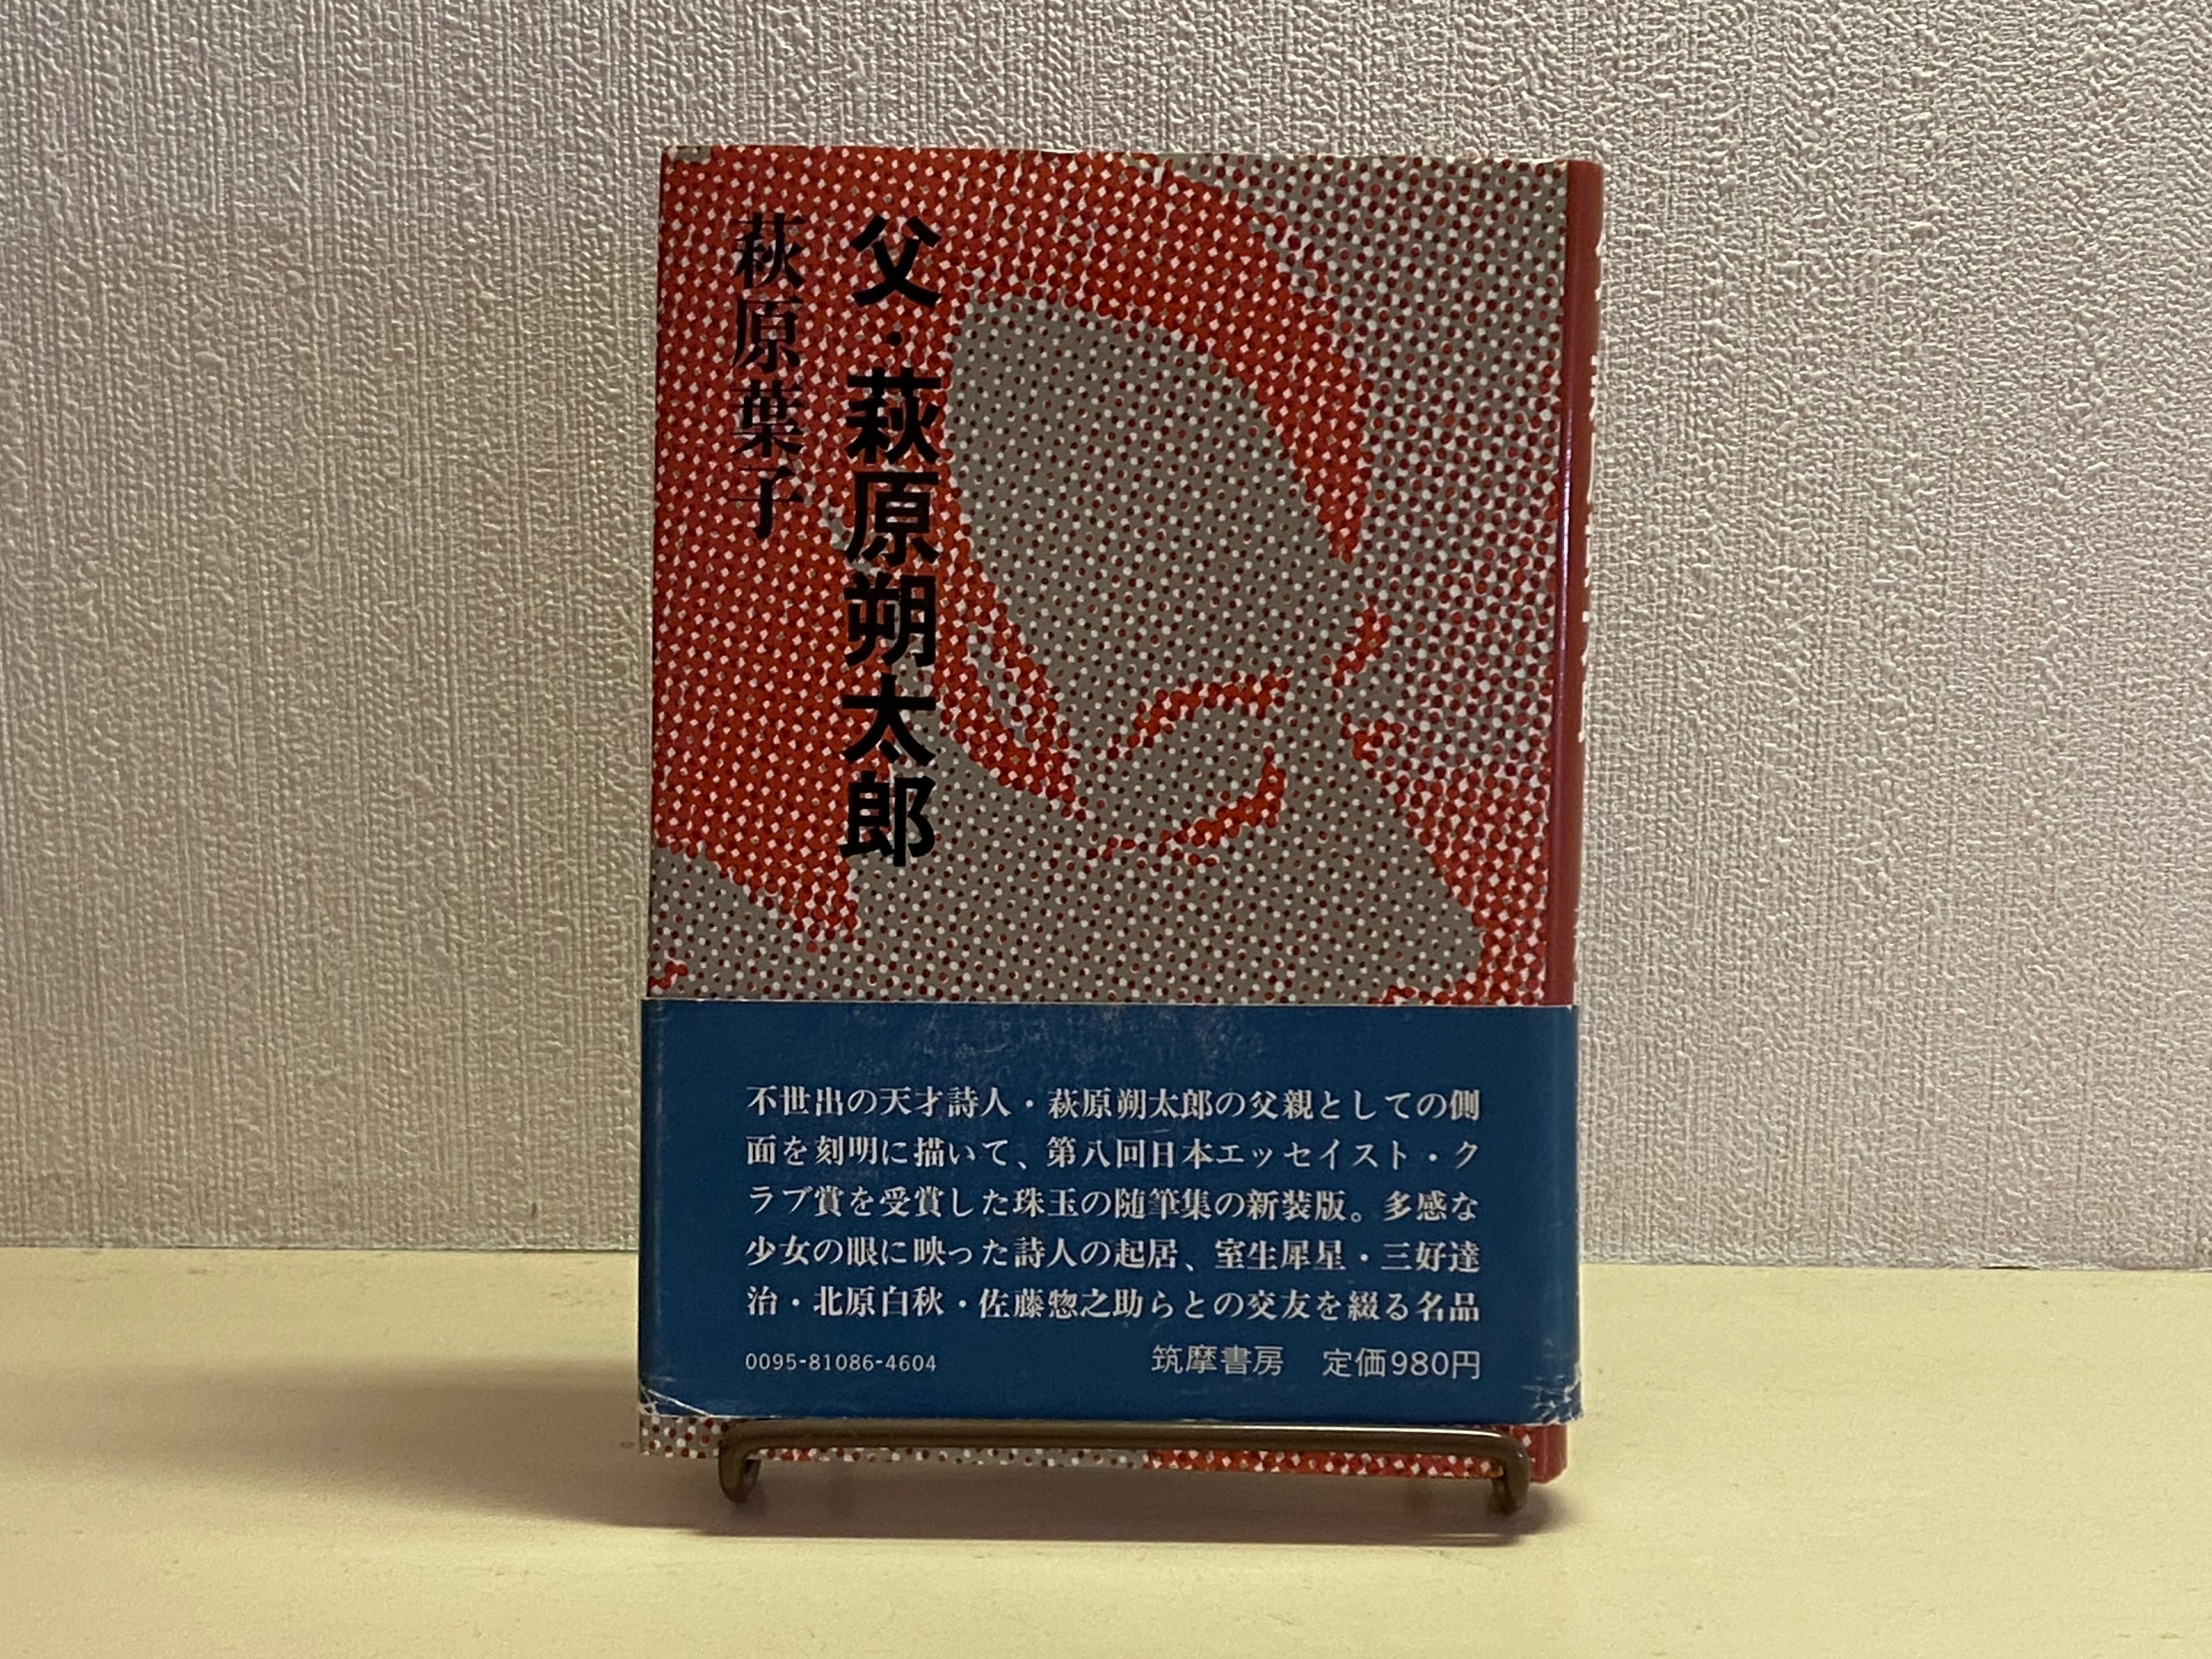 父・萩原朔太郎
萩原葉子
不世出の天才詩人・萩原朔太郎の父親としての側
面を刻明に描いて、第八回日本エッセイスト・ク
ラブ賞を受賞した珠玉の随筆集の新装版。多感な
少女の眼に映った詩人の起居、室生犀星・三好達
治・北原白秋・佐藤惣之助らとの交友を綴る名品
0095-81086-4604
筑摩書房 定価980円